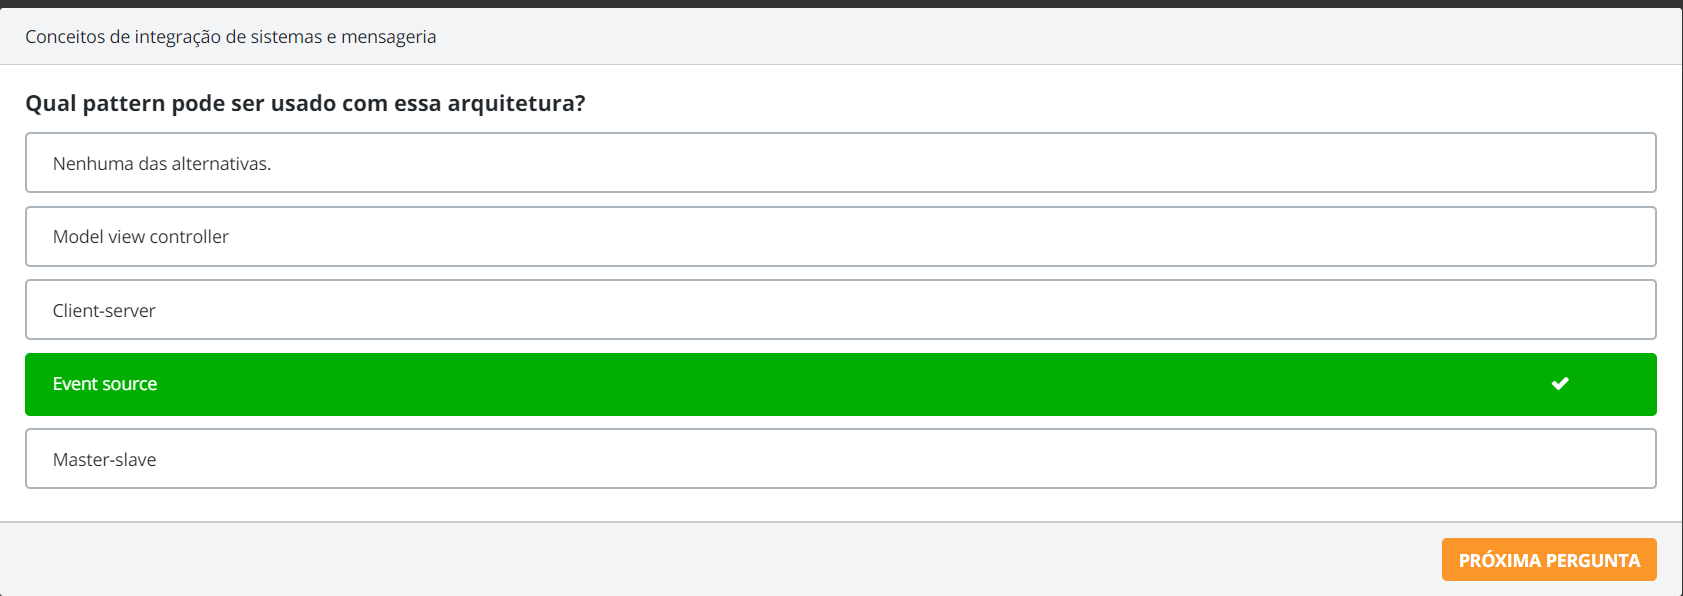 Conceitos de integração de sistemas e mensageria
Qual pattern pode ser usado com essa arquitetura?
Nenhuma das alternativas.
Model view controller
Client-server
Event source
Master-slave
PRÓXIMA PERGUNTA